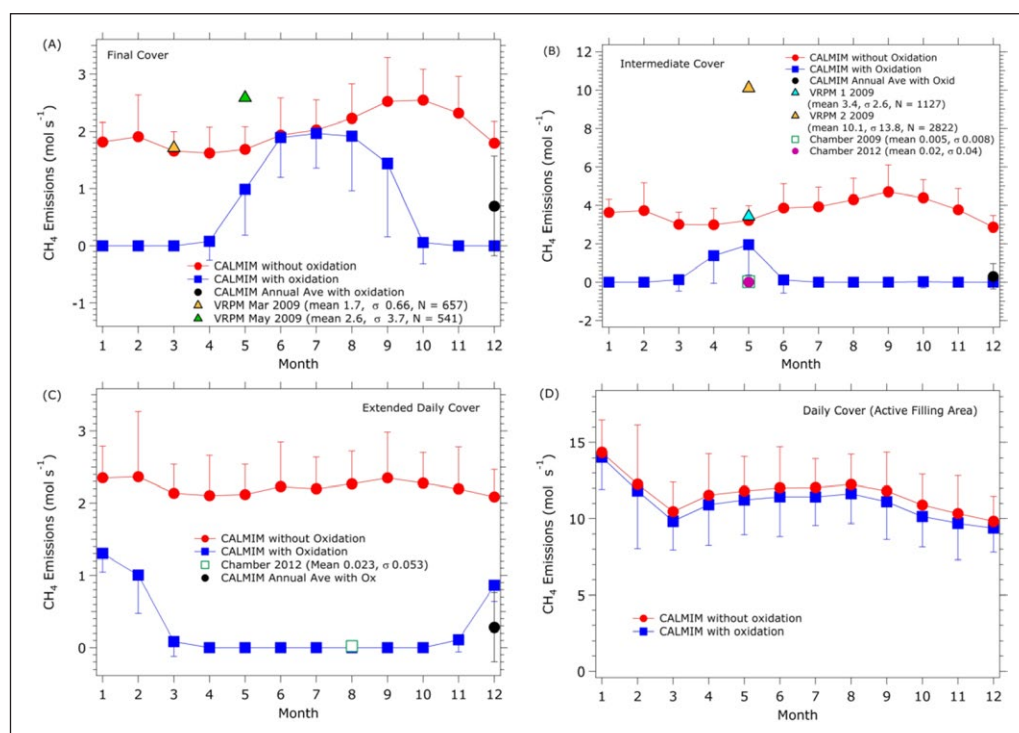 (A)
Final Cover
CH4 Emissions (mol s-1)
3
2
1
0
-1
CALMIM without oxidation
CALMIM with oxidation
CALMIM Annual Ave with oxidation
VRPM Mar 2009 (mean 1.7, σ 0.66, N = 657)
VRPM May 2009 (mean 2.6, σ 3.7, N = 541)
1 2 3 4 5 6 7 8 9 10 11 12
Month
(B)
Intermediate Cover
CH4 Emissions (mol s-1)
12
10
8
6
4
2
0
-2
CALMIM without Oxidation
CALMIM with Oxidation
CALMIM Annual Ave with Oxid
VRPM 1 2009
(mean 3.4, σ 2.6, N = 1127)
VRPM 2 2009
(mean 10.1, σ 13.8, N = 2822)
Chamber 2009 (mean 0.005, σ 0.008)
Chamber 2012 (mean 0.02, σ 0.04)
1 2 3 4 5 6 7 8 9 10 11 12
Month
(C)
Extended Daily Cover
CH4 Emissions (mol s-1)
3
2
1
0
CALMIM without Oxidation
CALMIM with Oxidation
Chamber 2012 (Mean 0.023, σ 0.053)
CALMIM Annual Ave with Ox
1 2 3 4 5 6 7 8 9 10 11 12
Month
(D)
Daily Cover (Active Filling Area)
CH4 Emissions (mol s-1)
15
10
5
0
CALMIM without oxidation
CALMIM with oxidation
1 2 3 4 5 6 7 8 9 10 11 12
Month